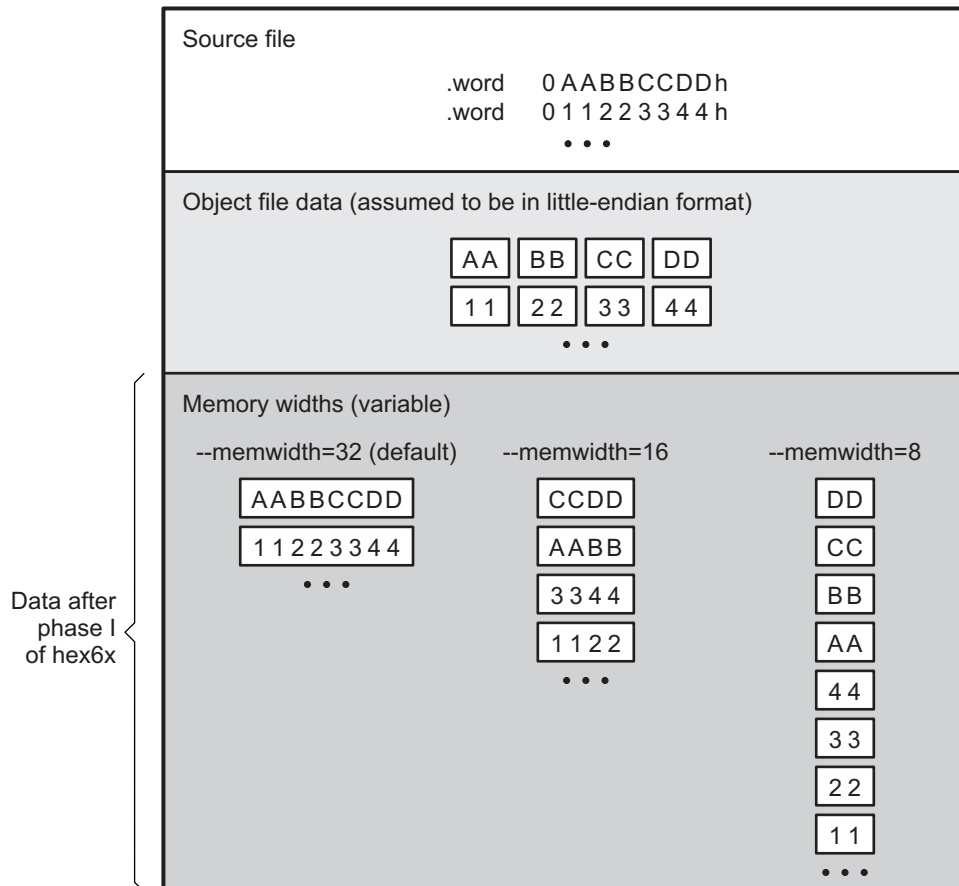 Source file
.word 0AABBCCDDh
.word 011223344h
• • •
Object file data (assumed to be in little-endian format)
AA BB CC DD
11 22 33 44
• • •
Memory widths (variable)
--memwidth=32 (default) --memwidth=16 --memwidth=8
AABBCCDD CCDD DD
11223344 AABB CC
• • •
3344 BB
1122 AA
• • •
44
33
22
11
• • •
Data after
phase I
of hex6x